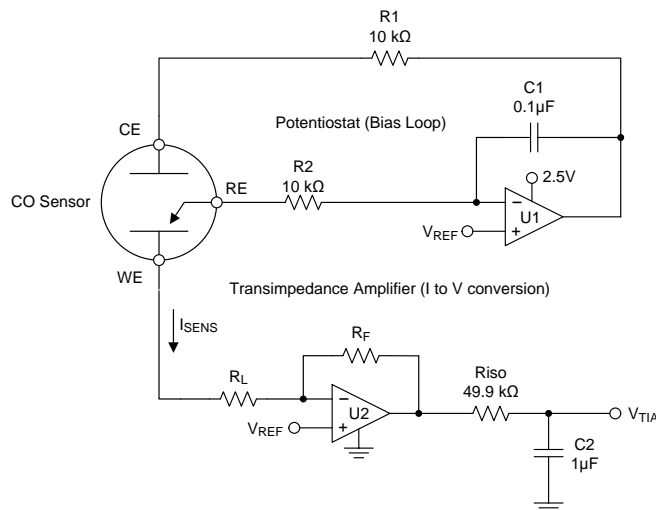 R1
10 kΩ
C1
0.1µF
Potentiostat (Bias Loop)
CE
R2
10 kΩ
RE
CO Sensor
2.5V
−
+
U1
VREF
WE
Transimpedance Amplifier (I to V conversion)
ISENS
RF
RL
Riso
49.9 kΩ
−
+
U2
VREF
VTIA
C2
1µF